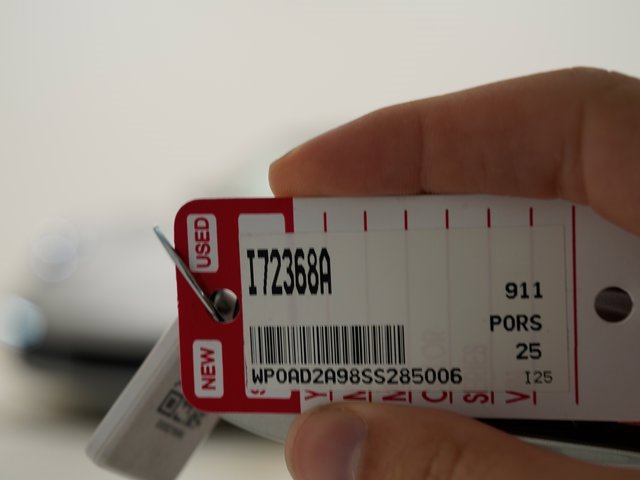 USED
I72368A
911
PORS
25
WP0AD2A98SS285006
I25
NEW